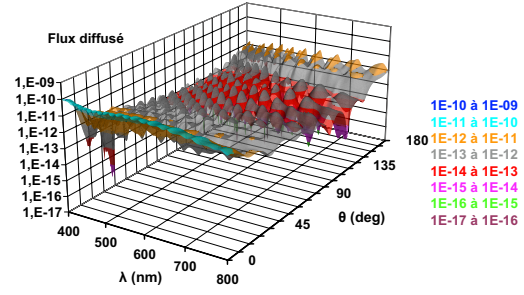 Flux diffusé
1,E-09
1,E-10
1,E-11
1,E-12
1,E-13
1,E-14
1,E-15
1,E-16
1,E-17
400
500
600
700
800
λ (nm)
0
45
90
135
180
θ (deg)
1E-10 à 1E-09
1E-11 à 1E-10
1E-12 à 1E-11
1E-13 à 1E-12
1E-14 à 1E-13
1E-15 à 1E-14
1E-16 à 1E-15
1E-17 à 1E-16